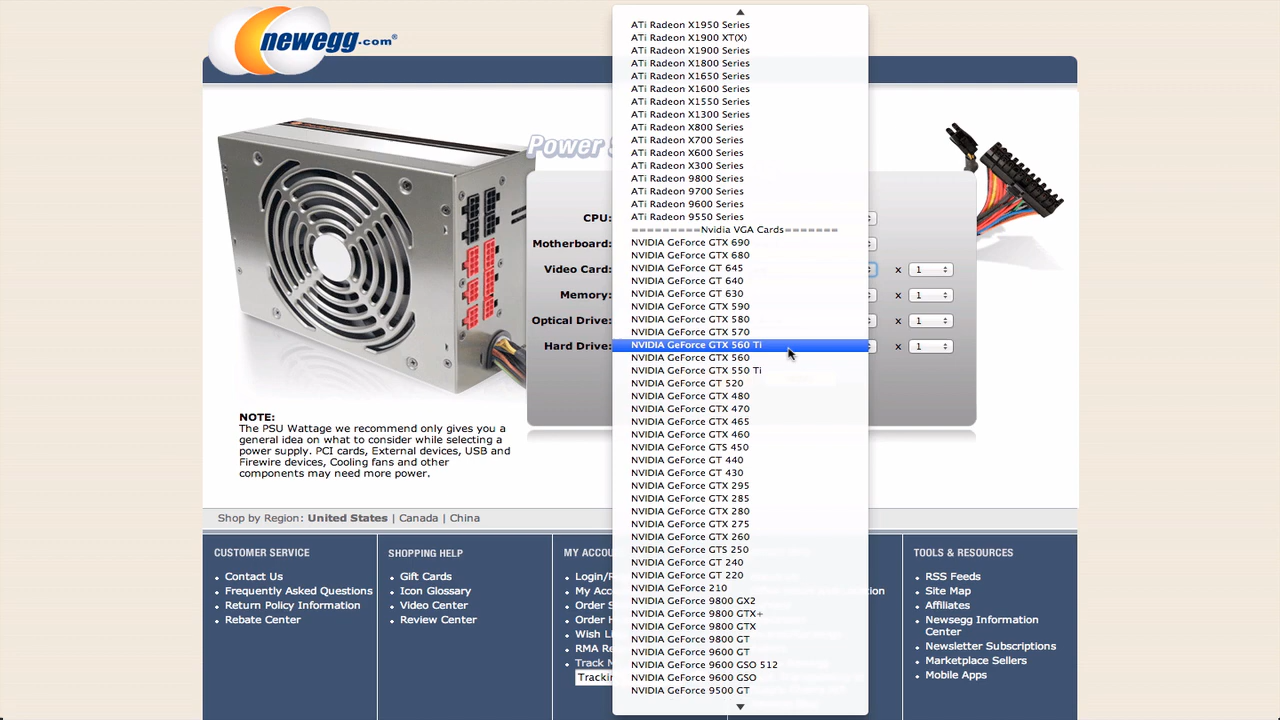 newegg.com®
Power S
CPU:
Motherboard:
Video Card:
x 1
Memory:
x 1
Optical Drive:
x 1
Hard Drive:
x 1
ATi Radeon X1950 Series
ATi Radeon X1900 XT(X)
ATi Radeon X1900 Series
ATi Radeon X1800 Series
ATi Radeon X1650 Series
ATi Radeon X1600 Series
ATi Radeon X1550 Series
ATi Radeon X1300 Series
ATi Radeon X800 Series
ATi Radeon X700 Series
ATi Radeon X600 Series
ATi Radeon X300 Series
ATi Radeon 9800 Series
ATi Radeon 9700 Series
ATi Radeon 9600 Series
ATi Radeon 9550 Series
=========Nvidia VGA Cards=======
NVIDIA GeForce GTX 690
NVIDIA GeForce GTX 680
NVIDIA GeForce GT 645
NVIDIA GeForce GT 640
NVIDIA GeForce GT 630
NVIDIA GeForce GTX 590
NVIDIA GeForce GTX 580
NVIDIA GeForce GTX 570
NVIDIA GeForce GTX 560 Ti
NVIDIA GeForce GTX 560
NVIDIA GeForce GTX 550 Ti
NVIDIA GeForce GT 520
NVIDIA GeForce GTX 480
NVIDIA GeForce GTX 470
NVIDIA GeForce GTX 465
NVIDIA GeForce GTX 460
NVIDIA GeForce GTS 450
NVIDIA GeForce GT 440
NVIDIA GeForce GT 430
NVIDIA GeForce GTX 295
NVIDIA GeForce GTX 285
NVIDIA GeForce GTX 280
NVIDIA GeForce GTX 275
NVIDIA GeForce GTX 260
NVIDIA GeForce GTS 250
NVIDIA GeForce GT 240
NVIDIA GeForce GT 220
NVIDIA GeForce 210
NVIDIA GeForce 9800 GX2
NVIDIA GeForce 9800 GTX+
NVIDIA GeForce 9800 GTX
NVIDIA GeForce 9800 GT
NVIDIA GeForce 9600 GT
NVIDIA GeForce 9600 GSO 512
NVIDIA GeForce 9600 GSO
NVIDIA GeForce 9500 GT
NOTE:
The PSU Wattage we recommend only gives you a
general idea on what to consider while selecting a
power supply. PCI cards, External devices, USB and
Firewire devices, Cooling fans and other
components may need more power.
Shop by Region: United States | Canada | China
CUSTOMER SERVICE
Contact Us
Frequently Asked Questions
Return Policy Information
Rebate Center
SHOPPING HELP
Gift Cards
Icon Glossary
Video Center
Review Center
MY ACCOU
Login/R
My Acco
Order S
Order H
Wish Li
RMA Re
Track M
Trackin
TOOLS & RESOURCES
RSS Feeds
Site Map
Affiliates
Newsegg Information
Center
Newsletter Subscriptions
Marketplace Sellers
Mobile Apps